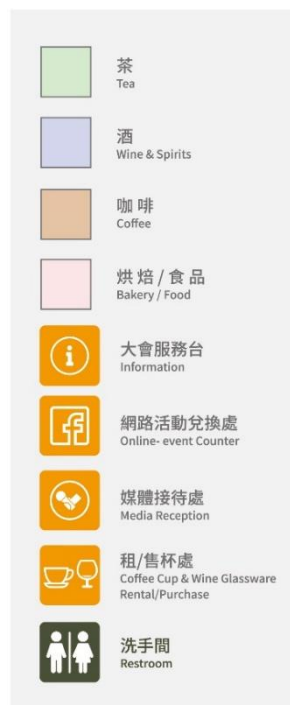 茶
Tea
酒
Wine & Spirits
咖啡
Coffee
烘焙/食品
Bakery / Food
大會服務台
Information
網路活動兌換處
Online- event Counter
媒體接待處
Media Reception
租/售杯處
Coffee Cup & Wine Glassware
Rental/Purchase
洗手間
Restroom